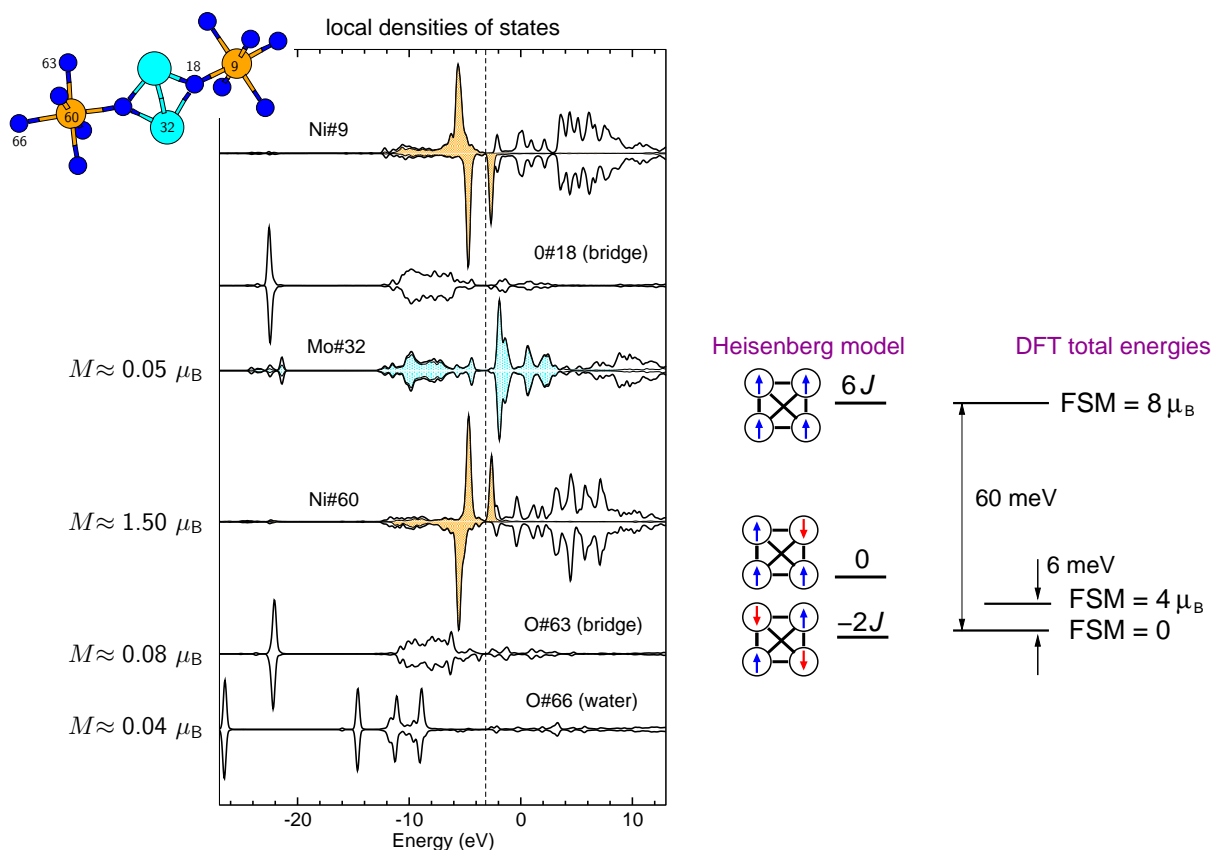 local densities of states
63
18
9
60
32
66
Ni#9
0#18 (bridge)
Mo#32
M≈ 0.05 μB
Ni#60
M≈ 1.50 μB
O#63 (bridge)
M≈ 0.08 μB
O#66 (water)
M≈ 0.04 μB
-20
-10
0
10
Energy (eV)
Heisenberg model
6J
0
−2J
DFT total energies
FSM = 8 μB
60 meV
6 meV
FSM = 4 μB
FSM = 0